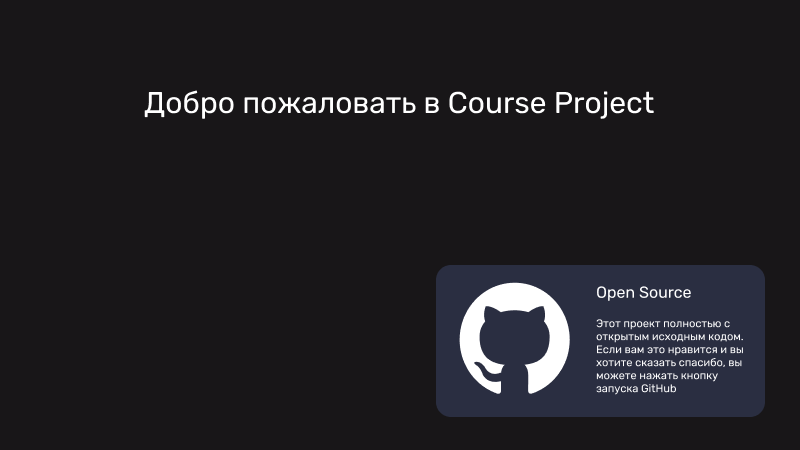 Добро пожаловать в Course Project
Open Source
Этот проект полностью с
открытым исходным кодом.
Если вам это нравится и вы
хотите сказать спасибо, вы
можете нажать кнопку
запуска GitHub